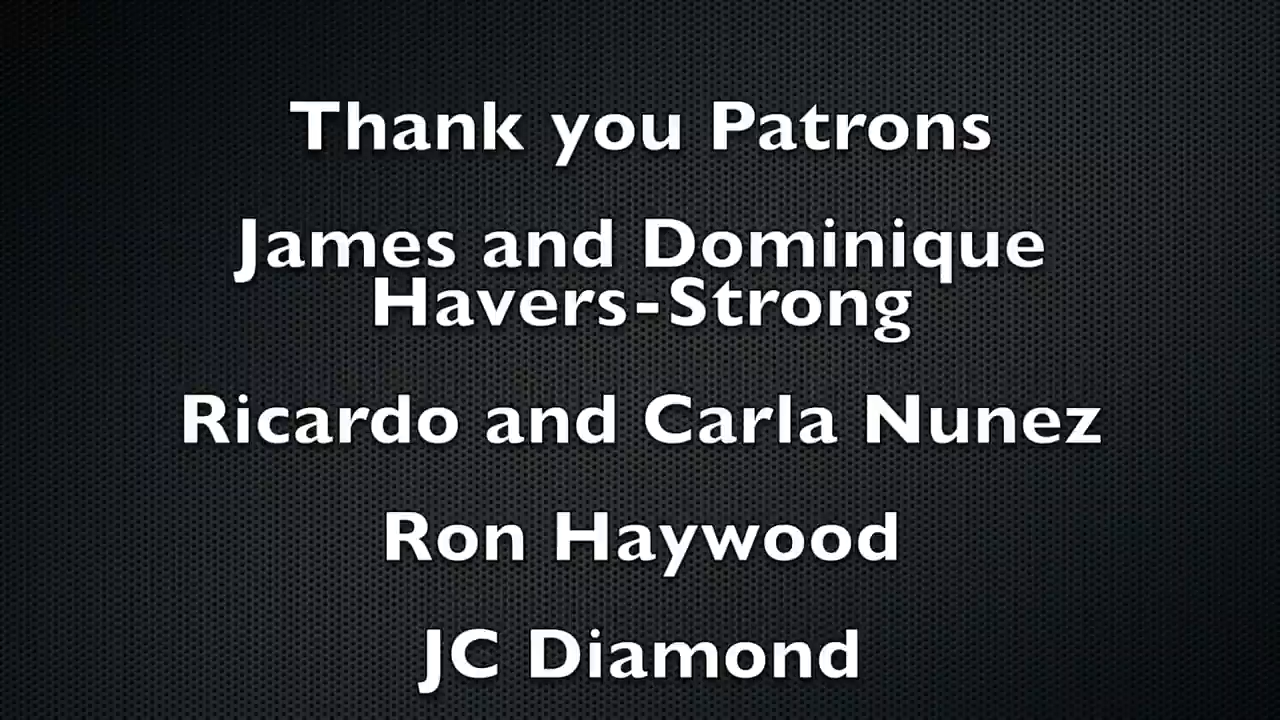 Thank you Patrons
James and Dominique
Havers-Strong
Ricardo and Carla Nunez
Ron Haywood
JC Diamond